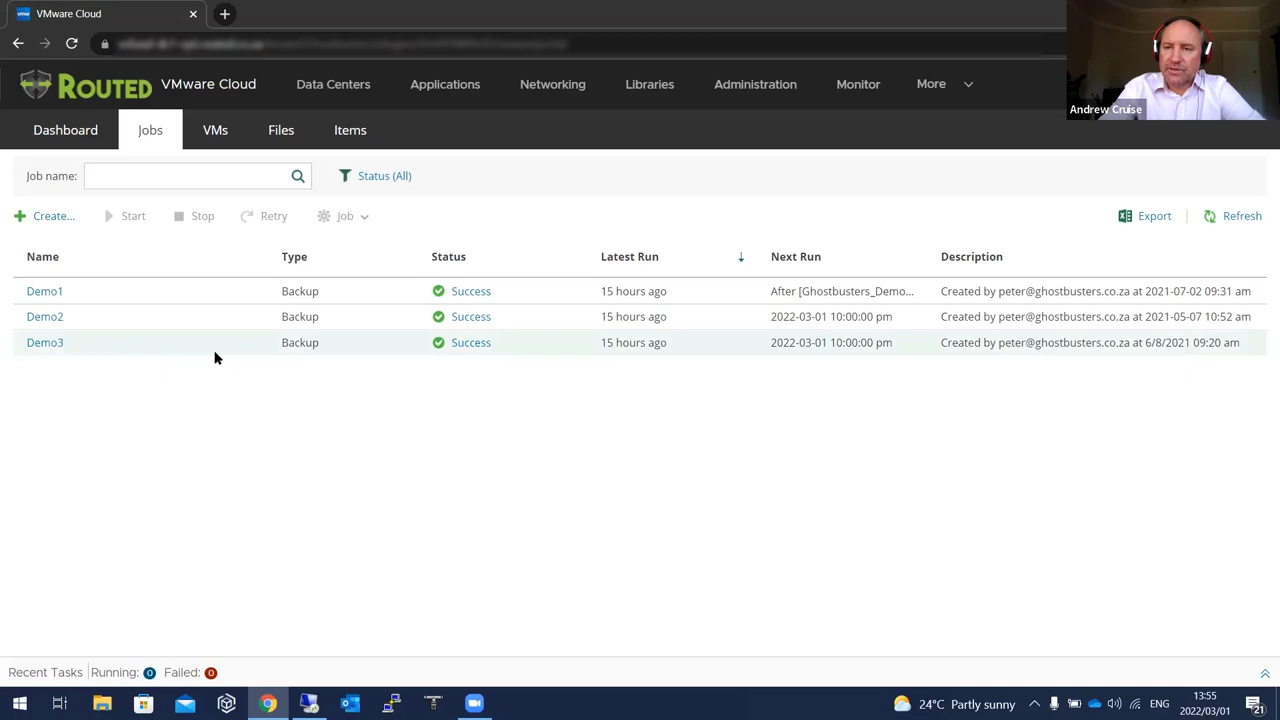 VMware Cloud
ROUTED VMware Cloud Data Centers Applications Networking Libraries Administration Monitor More
Andrew Cruise
Dashboard Jobs VMs Files Items
Job name: Status (All)
Create... Start Stop Retry Job Export Refresh
Name Type Status Latest Run Next Run Description
Demo1 Backup Success 15 hours ago After [Ghostbusters_Demo... Created by peter@ghostbusters.co.za at 2021-07-02 09:31 am
Demo2 Backup Success 15 hours ago 2022-03-01 10:00:00 pm Created by peter@ghostbusters.co.za at 2021-05-07 10:52 am
Demo3 Backup Success 15 hours ago 2022-03-01 10:00:00 pm Created by peter@ghostbusters.co.za at 6/8/2021 09:20 am
Recent Tasks Running: 0 Failed: 0
24°C Partly sunny ENG 13:55
2022/03/01 21